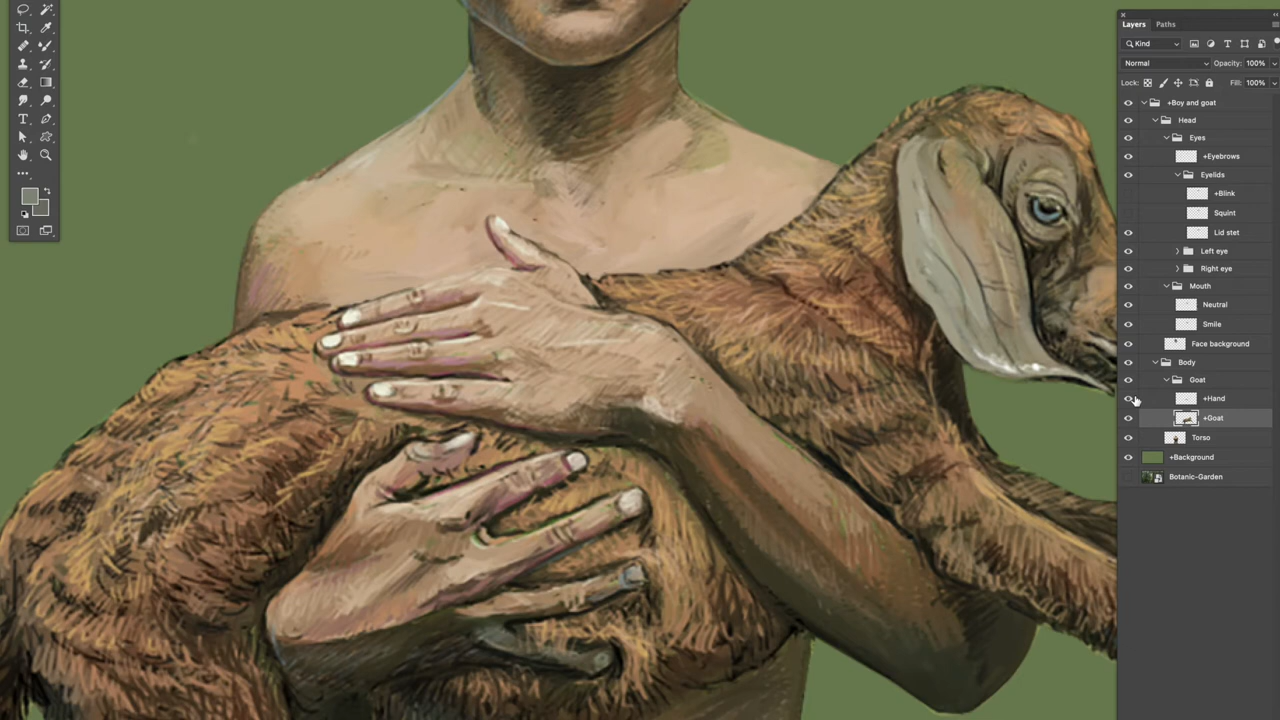 Layers Paths
Kind
Normal Opacity: 100%
Lock: Fill: 100%
+Boy and goat
Head
Eyes
+Eyebrows
Eyelids
+Blink
Squint
Lid stet
Left eye
Right eye
Mouth
Neutral
Smile
Face background
Body
Goat
+Hand
+Goat
Torso
+Background
Botanic-Garden